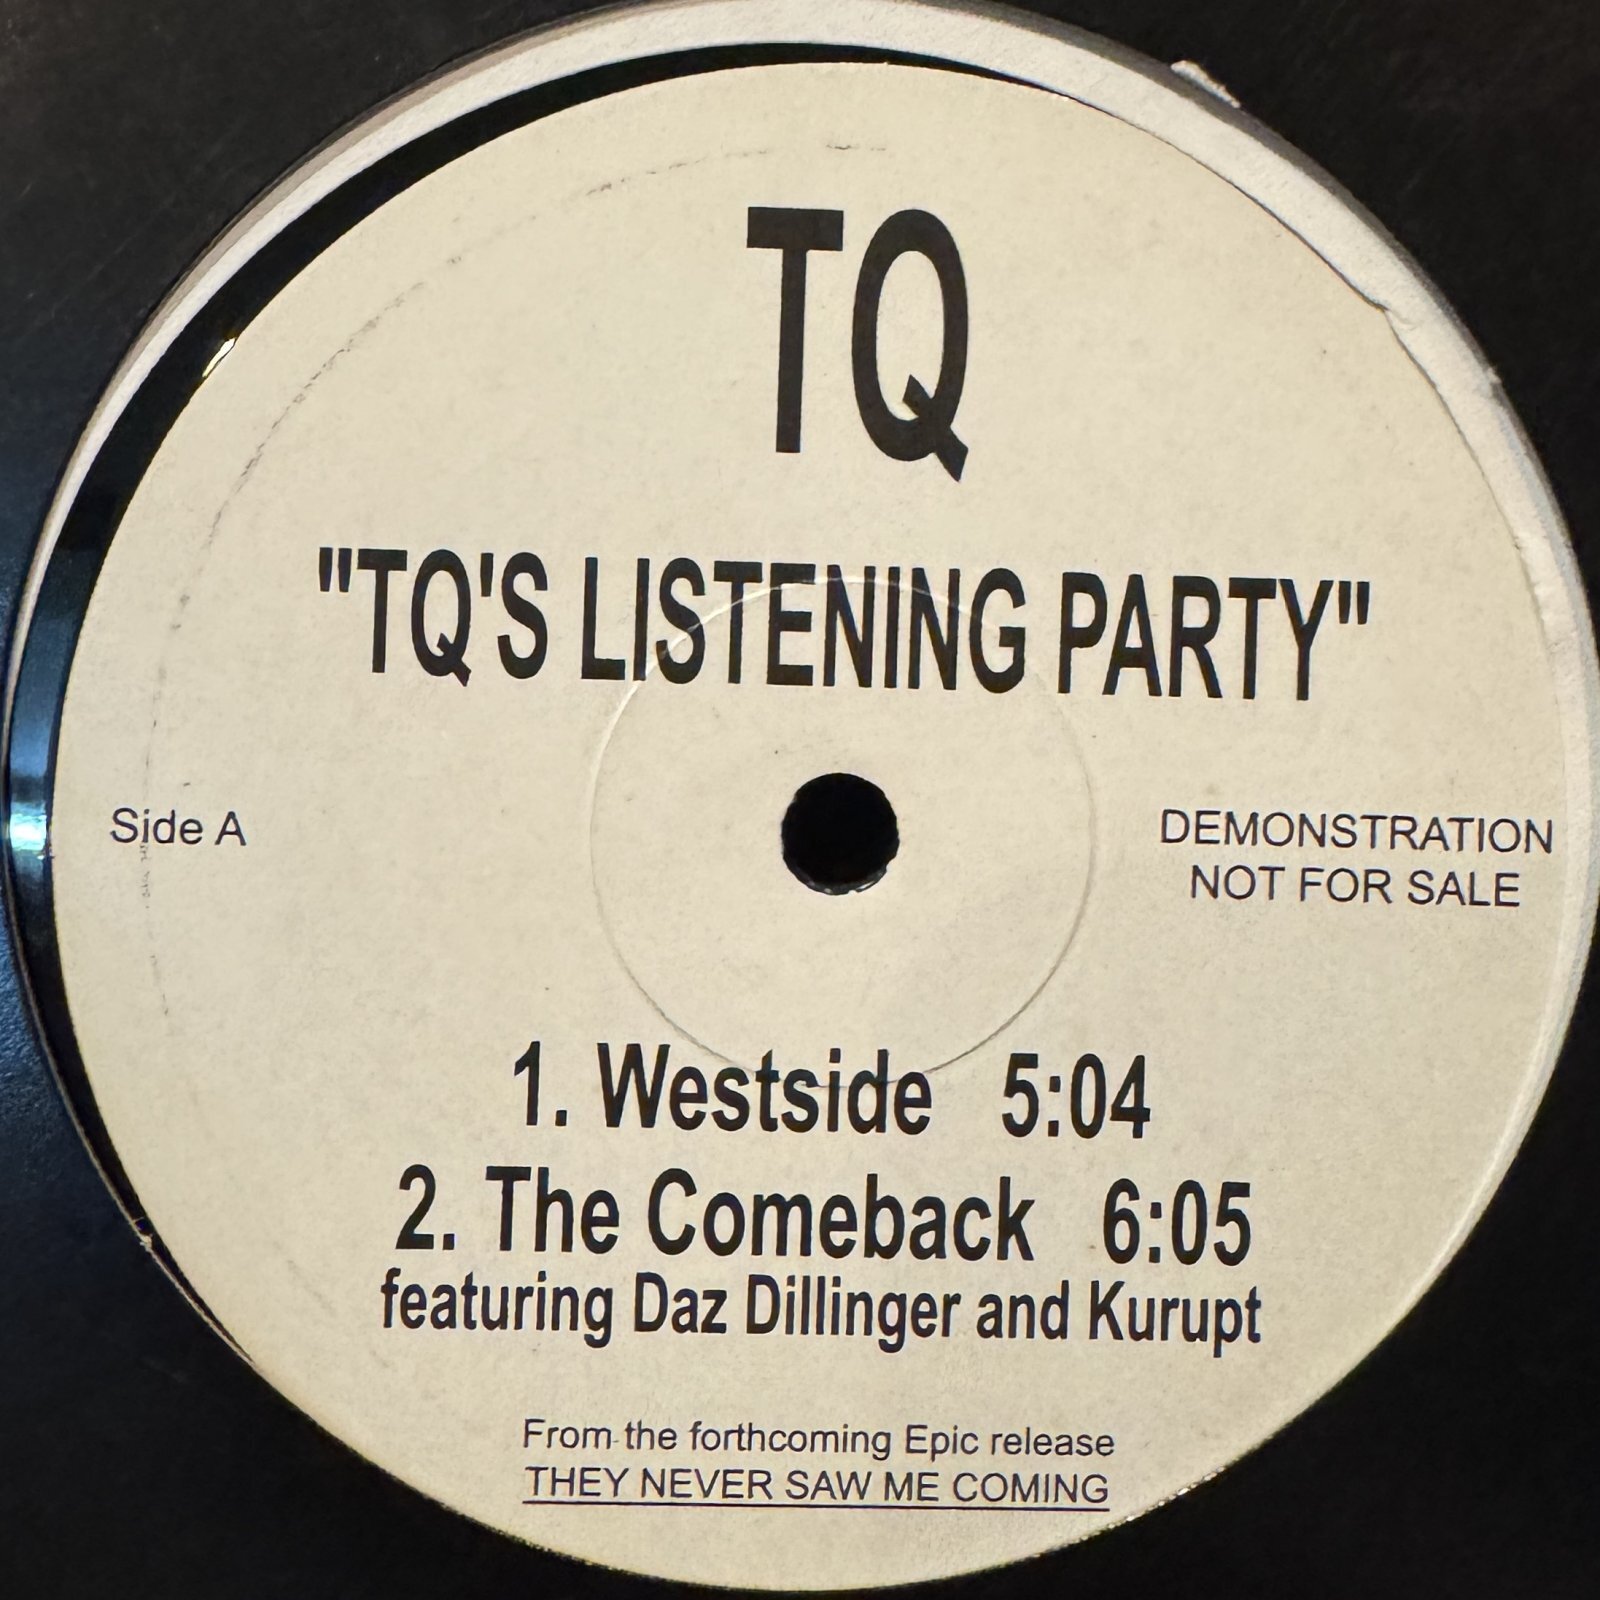 TQ
"TQ'S LISTENING PARTY"
Side A
DEMONSTRATION
NOT FOR SALE
1. Westside 5:04
2. The Comeback 6:05
featuring Daz Dillinger and Kurupt
From the forthcoming Epic release
THEY NEVER SAW ME COMING